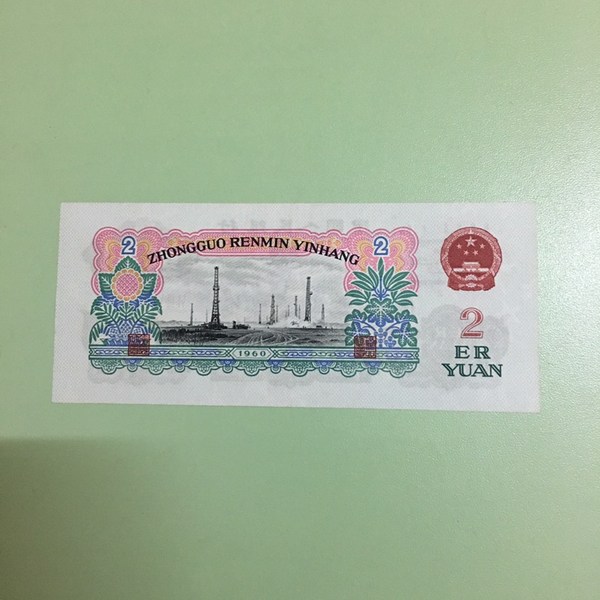 2 ZHONGGUO RENMIN YINHANG 2
1960
2
ER
YUAN